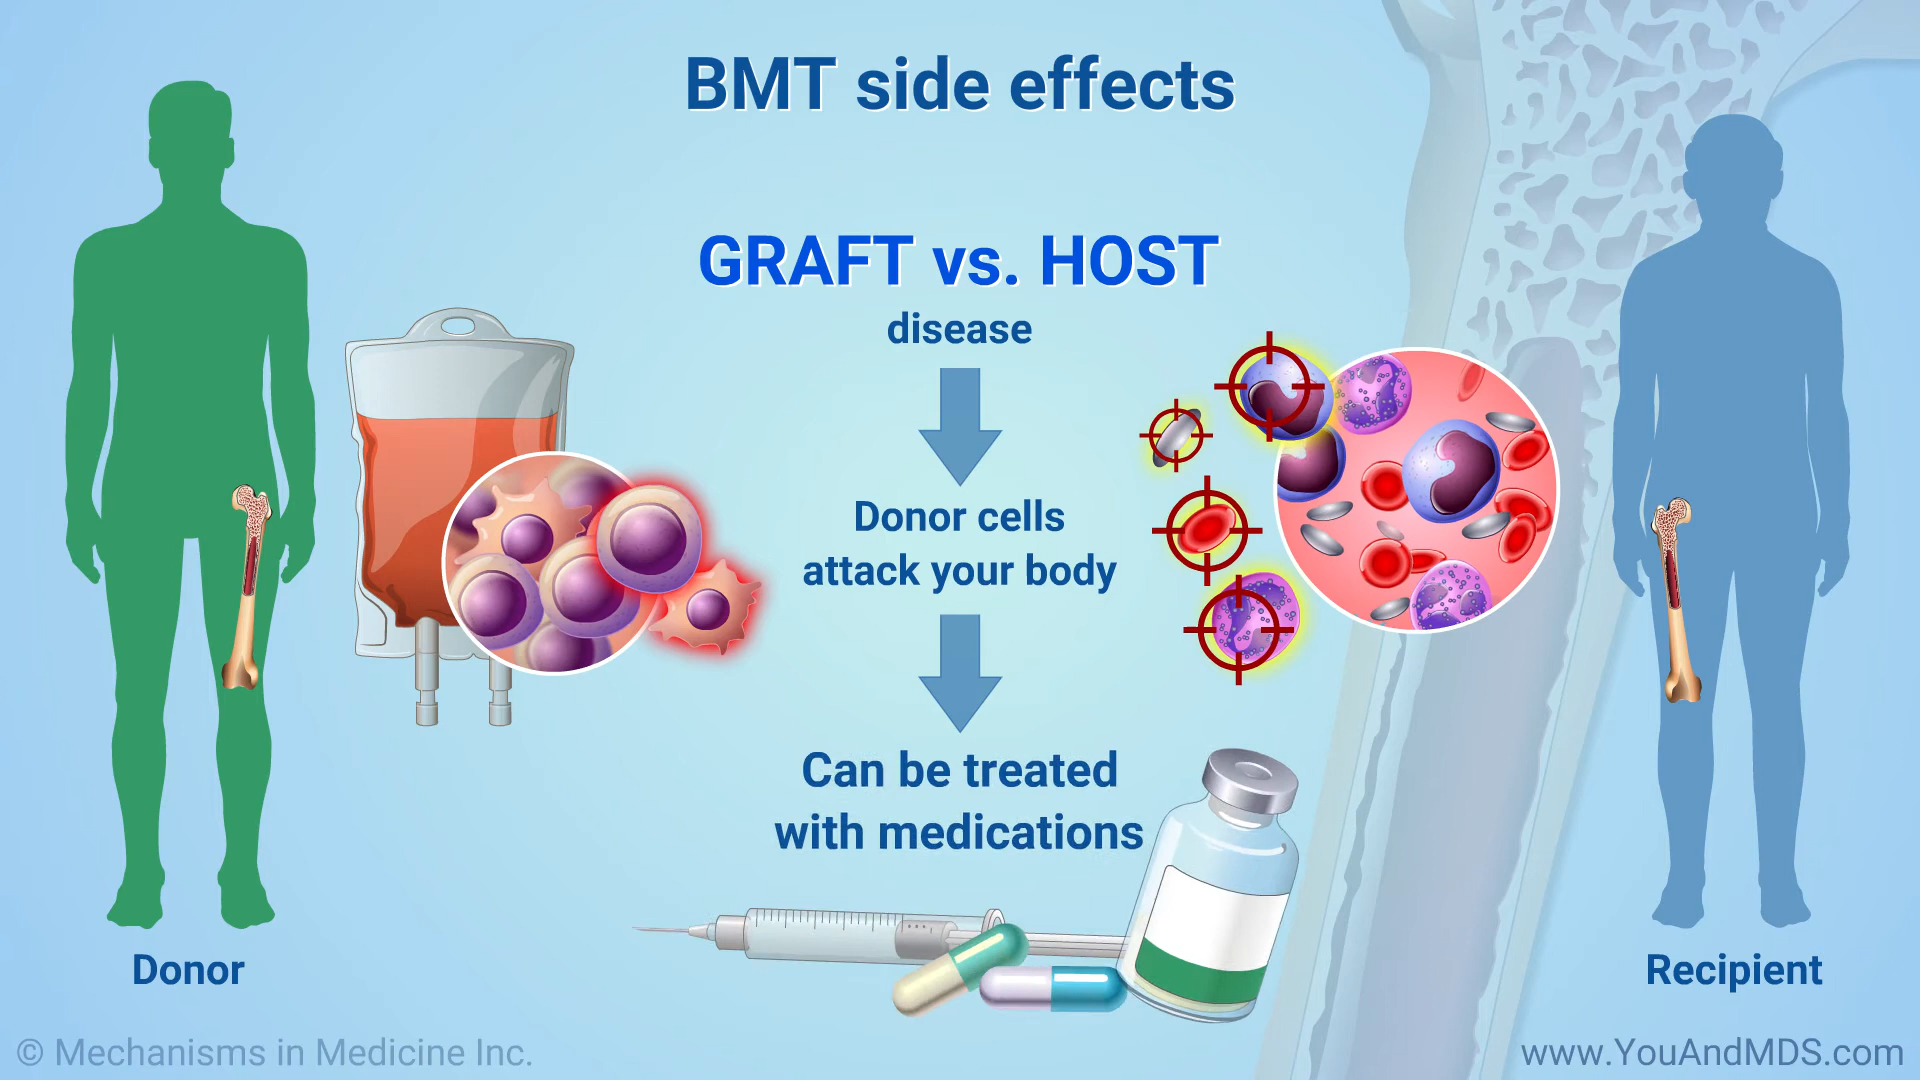 BMT side effects
GRAFT vs. HOST
disease
Donor cells
attack your body
Can be treated
with medications
Donor
Recipient
© Mechanisms in Medicine Inc.
www.YouAndMDS.com